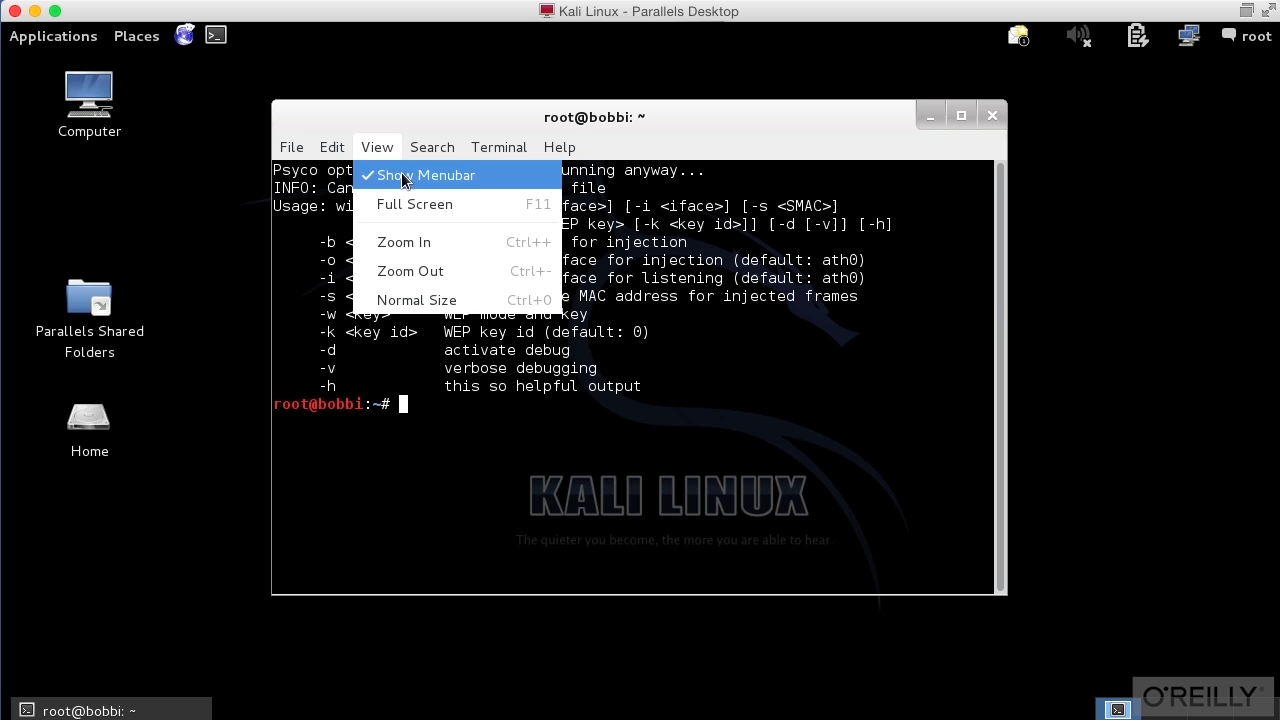 Kali Linux - Parallels Desktop
Applications Places root
Computer
Parallels Shared
Folders
Home
root@bobbi: ~
File Edit View Search Terminal Help
✓ Show Menubar
Full Screen F11
Zoom In Ctrl++
Zoom Out Ctrl+-
Normal Size Ctrl+0
Psyco opt unning anyway...
INFO: Can file
Usage: wi face>] [-i <iface>] [-s <SMAC>]
EP key> [-k <key id>]] [-d [-v]] [-h]
-b < for injection
-o < face for injection (default: ath0)
-i < face for listening (default: ath0)
-s < e MAC address for injected frames
-w <key> WEP mode and key
-k <key id> WEP key id (default: 0)
-d activate debug
-v verbose debugging
-h this so helpful output
root@bobbi:~#
KALI LINUX
The quieter you become, the more you are able to hear
root@bobbi: ~
O'REILLY